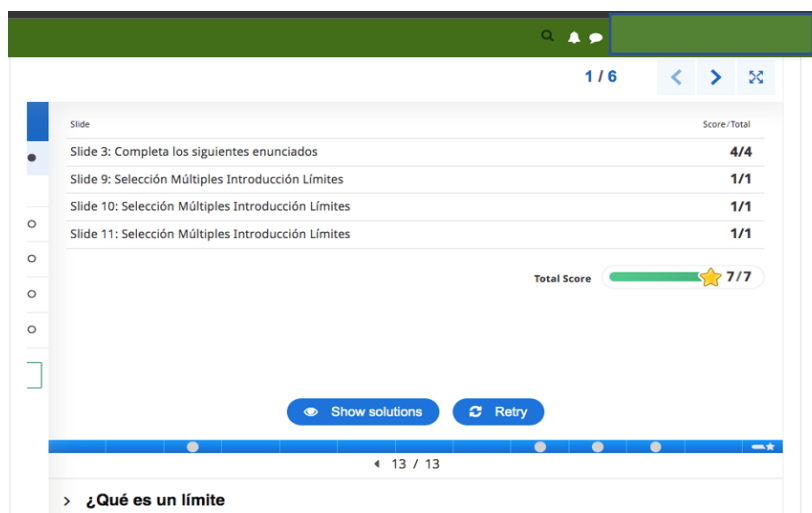 1 / 6
Slide Score/Total
Slide 3: Completa los siguientes enunciados 4/4
Slide 9: Selección Múltiples Introducción Límites 1/1
Slide 10: Selección Múltiples Introducción Límites 1/1
Slide 11: Selección Múltiples Introducción Límites 1/1
Total Score 7/7
Show solutions Retry
13 / 13
¿Qué es un límite